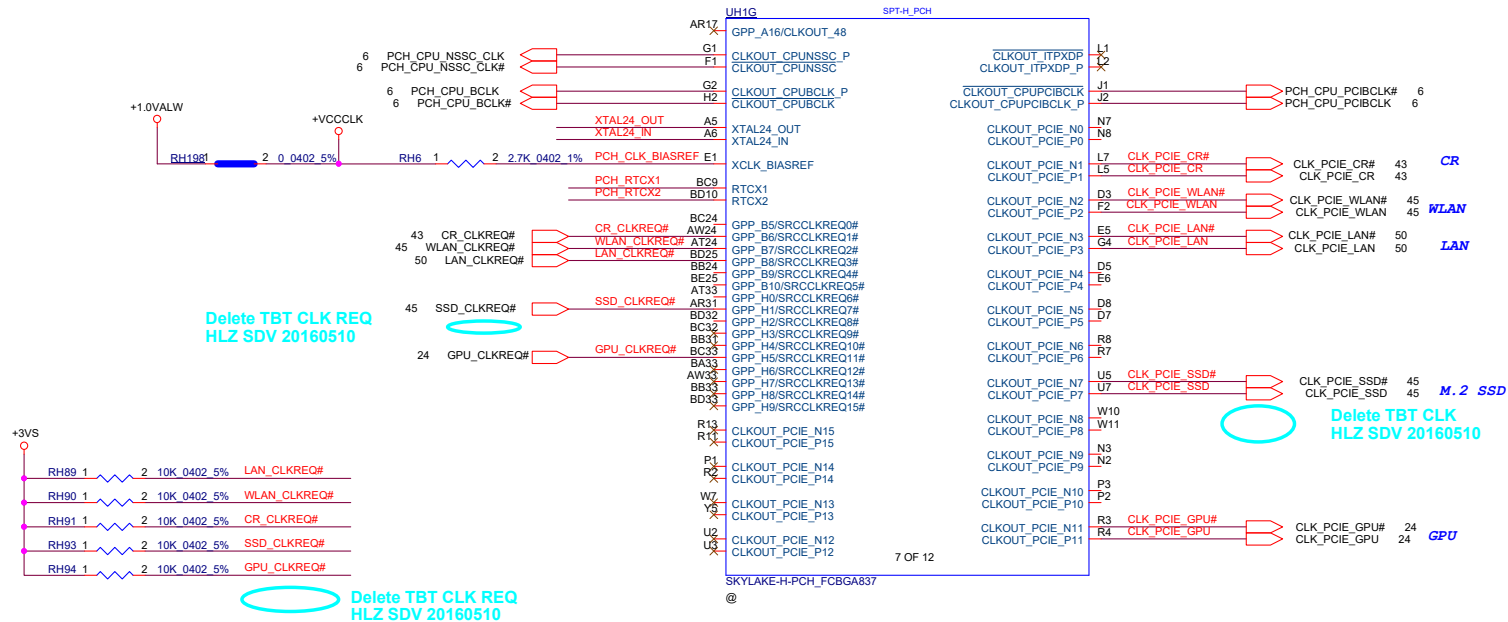 UH1G
SPT-H_PCH
AR17
GPP_A16/CLKOUT_48
6 PCH_CPU_NSSC_CLK
G1
CLKOUT_CPUNSSC_P
6 PCH_CPU_NSSC_CLK#
F1
CLKOUT_CPUNSSC
6 PCH_CPU_BCLK
G2
CLKOUT_CPUBCLK_P
6 PCH_CPU_BCLK#
H2
CLKOUT_CPUBCLK
+1.0VALW
+VCCCLK
XTAL24_OUT A5 XTAL24_OUT
XTAL24_IN A6 XTAL24_IN
RH198 1 2 0_0402_5%
RH6 1 2 2.7K_0402_1%
PCH_CLK_BIASREF E1 XCLK_BIASREF
PCH_RTCX1 BC9 RTCX1
PCH_RTCX2 BD10 RTCX2
BC24 GPP_B5/SRCCLKREQ0#
43 CR_CLKREQ# CR_CLKREQ# AW24 GPP_B6/SRCCLKREQ1#
45 WLAN_CLKREQ# WLAN_CLKREQ# AT24 GPP_B7/SRCCLKREQ2#
50 LAN_CLKREQ# LAN_CLKREQ# BD25 GPP_B8/SRCCLKREQ3#
BB24 GPP_B9/SRCCLKREQ4#
BE25 GPP_B10/SRCCLKREQ5#
AT33 GPP_H0/SRCCLKREQ6#
45 SSD_CLKREQ# SSD_CLKREQ# AR31 GPP_H1/SRCCLKREQ7#
BD32 GPP_H2/SRCCLKREQ8#
BC32 GPP_H3/SRCCLKREQ9#
BB31 GPP_H4/SRCCLKREQ10#
24 GPU_CLKREQ# GPU_CLKREQ# BC33 GPP_H5/SRCCLKREQ11#
BA33 GPP_H6/SRCCLKREQ12#
AW33 GPP_H7/SRCCLKREQ13#
BB33 GPP_H8/SRCCLKREQ14#
BD33 GPP_H9/SRCCLKREQ15#
Delete TBT CLK REQ
HLZ SDV 20160510
R13 CLKOUT_PCIE_N15
R11 CLKOUT_PCIE_P15
P1 CLKOUT_PCIE_N14
R2 CLKOUT_PCIE_P14
W7 CLKOUT_PCIE_N13
Y5 CLKOUT_PCIE_P13
U2 CLKOUT_PCIE_N12
U3 CLKOUT_PCIE_P12
CLKOUT_ITPXDP L1
CLKOUT_ITPXDP_P L2
CLKOUT_CPUPCIBCLK J1 PCH_CPU_PCIBCLK# 6
CLKOUT_CPUPCIBCLK_P J2 PCH_CPU_PCIBCLK 6
CLKOUT_PCIE_N0 N7
CLKOUT_PCIE_P0 N8
CLKOUT_PCIE_N1 L7 CLK_PCIE_CR# CLK_PCIE_CR# 43
CLKOUT_PCIE_P1 L5 CLK_PCIE_CR CLK_PCIE_CR 43
CR
CLKOUT_PCIE_N2 D3 CLK_PCIE_WLAN# CLK_PCIE_WLAN# 45
CLKOUT_PCIE_P2 F2 CLK_PCIE_WLAN CLK_PCIE_WLAN 45
WLAN
CLKOUT_PCIE_N3 E5 CLK_PCIE_LAN# CLK_PCIE_LAN# 50
CLKOUT_PCIE_P3 G4 CLK_PCIE_LAN CLK_PCIE_LAN 50
LAN
CLKOUT_PCIE_N4 D5
CLKOUT_PCIE_P4 E6
CLKOUT_PCIE_N5 D8
CLKOUT_PCIE_P5 D7
CLKOUT_PCIE_N6 R8
CLKOUT_PCIE_P6 R7
CLKOUT_PCIE_N7 U5 CLK_PCIE_SSD# CLK_PCIE_SSD# 45
CLKOUT_PCIE_P7 U7 CLK_PCIE_SSD CLK_PCIE_SSD 45
M.2 SSD
CLKOUT_PCIE_N8 W10
CLKOUT_PCIE_P8 W11
Delete TBT CLK
HLZ SDV 20160510
CLKOUT_PCIE_N9 N3
CLKOUT_PCIE_P9 N2
CLKOUT_PCIE_N10 P3
CLKOUT_PCIE_P10 P2
CLKOUT_PCIE_N11 R3 CLK_PCIE_GPU# CLK_PCIE_GPU# 24
CLKOUT_PCIE_P11 R4 CLK_PCIE_GPU CLK_PCIE_GPU 24
GPU
7 OF 12
SKYLAKE-H-PCH_FCBGA837
@
+3VS
RH89 1 2 10K_0402_5% LAN_CLKREQ#
RH90 1 2 10K_0402_5% WLAN_CLKREQ#
RH91 1 2 10K_0402_5% CR_CLKREQ#
RH93 1 2 10K_0402_5% SSD_CLKREQ#
RH94 1 2 10K_0402_5% GPU_CLKREQ#
Delete TBT CLK REQ
HLZ SDV 20160510